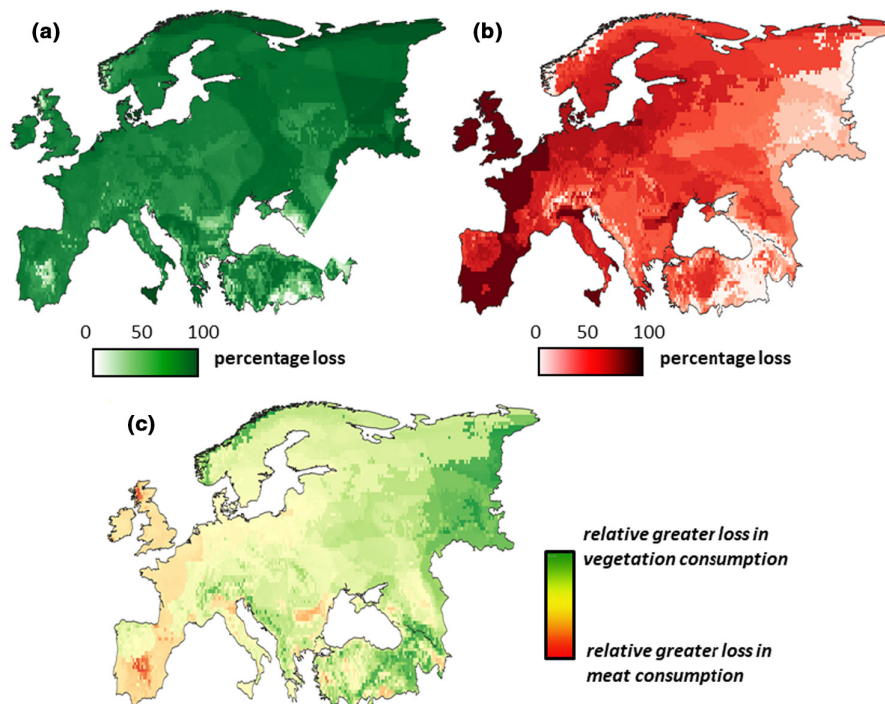 (a)
(b)
0 50 100
percentage loss
0 50 100
percentage loss
(c)
relative greater loss in
vegetation consumption
relative greater loss in
meat consumption